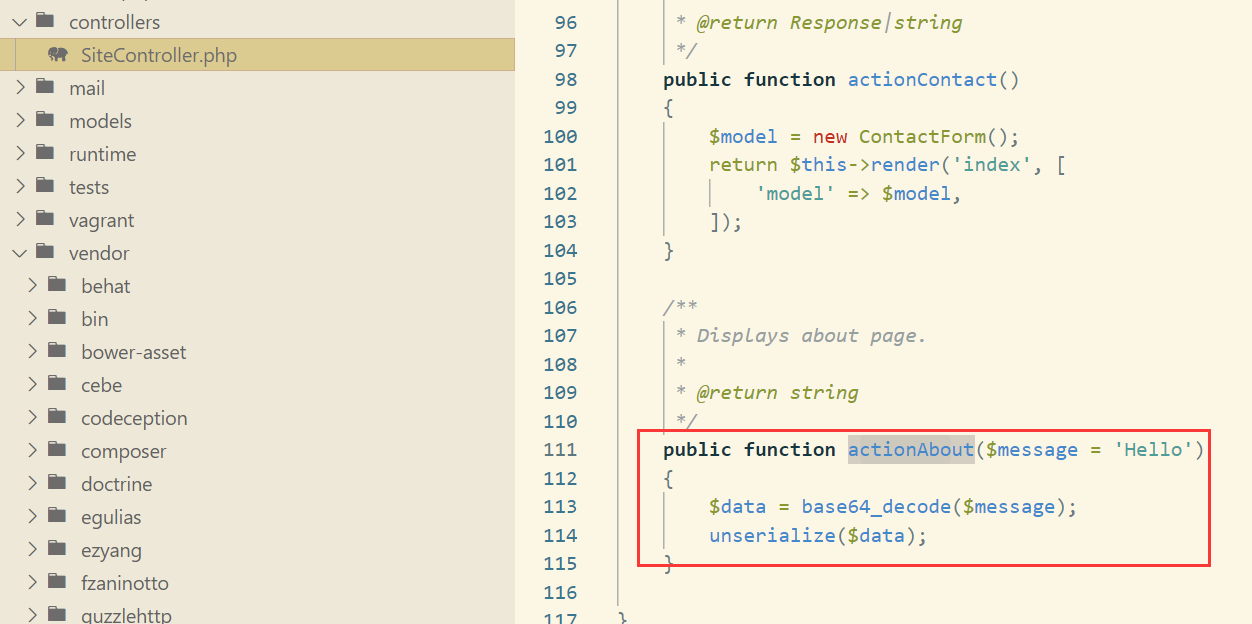 controllers
SiteController.php
mail
models
runtime
tests
vagrant
vendor
behat
bin
bower-asset
cebe
codeception
composer
doctrine
egulias
ezyang
fzaninotto
guzzlehttp
96 * @return Response|string
97 */
98 public function actionContact()
99 {
100 $model = new ContactForm();
101 return $this->render('index', [
102 'model' => $model,
103 ]);
104 }
105
106 /**
107 * Displays about page.
108 *
109 * @return string
110 */
111 public function actionAbout($message = 'Hello')
112 {
113 $data = base64_decode($message);
114 unserialize($data);
115 }
116
117 }